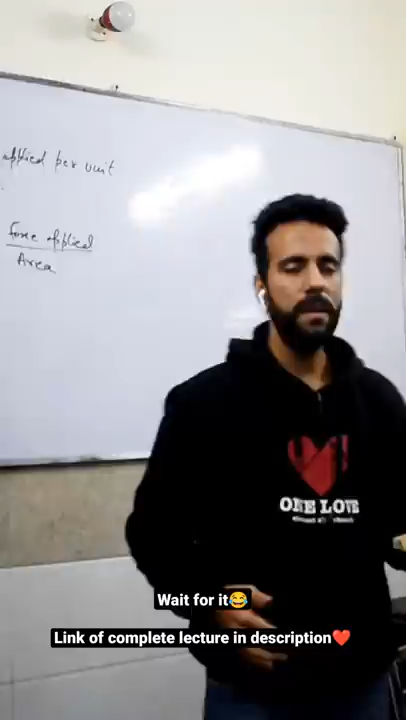 applied per unit
Force applied
Area
ONE LOVE
Wait for it😂
Link of complete lecture in description❤️